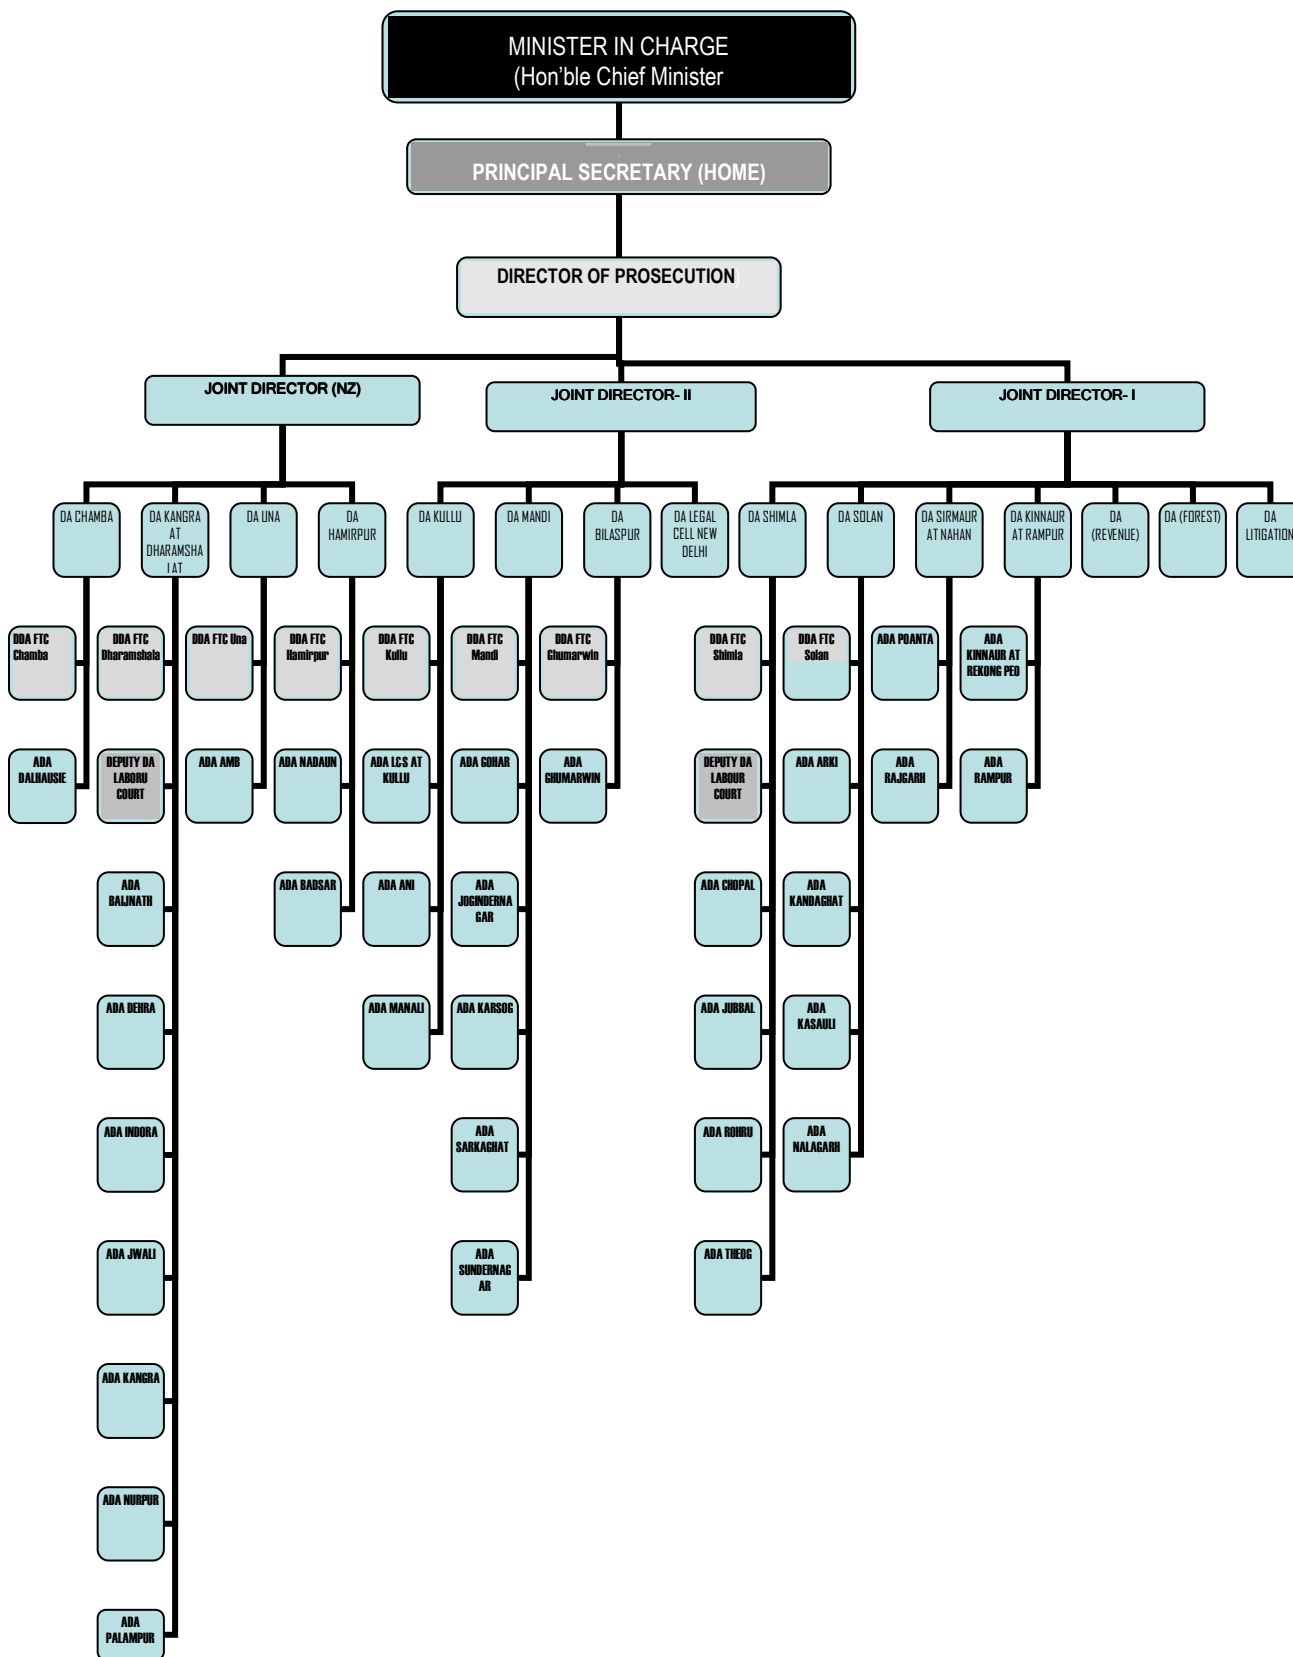 MINISTER IN CHARGE
(Hon'ble Chief Minister
PRINCIPAL SECRETARY (HOME)
DIRECTOR OF PROSECUTION
JOINT DIRECTOR (NZ)
JOINT DIRECTOR- II
JOINT DIRECTOR- I
DA CHAMBA
DA KANGRA
AT
DHARAMSHA
l AT
DA UNA
DA
HAMIRPUR
DA KULLU
DA MANDI
DA
BILASPUR
DA LEGAL
CELL NEW
DELHI
DA SHIMLA
DA SOLAN
DA SIRMAUR
AT NAHAN
DA KINNAUR
AT RAMPUR
DA
(REVENUE)
DA (FOREST)
DA
LITIGATION
DDA FTC
Chamba
DDA FTC
Dharamshala
DDA FTC Una
DDA FTC
Hamirpur
DDA FTC
Kullu
DDA FTC
Mandi
DDA FTC
Ghumarwin
DDA FTC
Shimla
DDA FTC
Solan
ADA POANTA
ADA
KINNAUR AT
REKONG PEO
ADA
DALHAUSIE
DEPUTY DA
LABORU
COURT
ADA AMB
ADA NADAUN
ADA L&S AT
KULLU
ADA GOHAR
ADA
GHUMARWIN
DEPUTY DA
LABOUR
COURT
ADA ARKI
ADA
RAJGARH
ADA
RAMPUR
ADA
BAIJNATH
ADA BADSAR
ADA ANI
ADA
JOGINDERNA
GAR
ADA CHOPAL
ADA
KANDAGHAT
ADA DEHRA
ADA MANALI
ADA KARSOG
ADA JUBBAL
ADA
KASAULI
ADA INDORA
ADA
SARKAGHAT
ADA ROHRU
ADA
NALAGARH
ADA JWALI
ADA
SUNDERNAG
AR
ADA THEOG
ADA KANGRA
ADA NURPUR
ADA
PALAMPUR